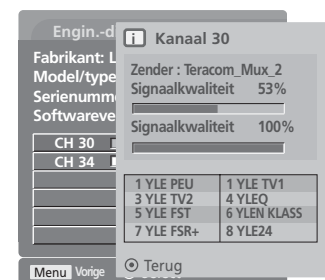 Engin.-d
Fabrikant: L
Model/type
Serienumm
Softwareve
CH 30
CH 34
Menu Vorige
i Kanaal 30
Zender : Teracom_Mux_2
Signaalkwaliteit 53%
Signaalkwaliteit 100%
1 YLE PEU 1 YLE TV1
3 YLE TV2 4 YLEQ
5 YLE FST 6 YLEN KLASS
7 YLE FSR+ 8 YLE24
Terug